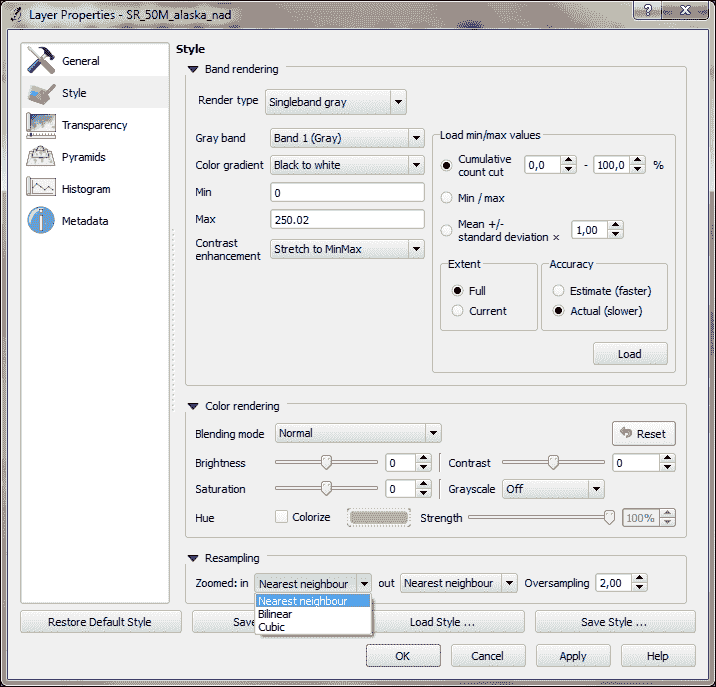 Layer Properties - SR_50M_alaska_nad
General
Style
Transparency
Pyramids
Histogram
Metadata
Style
Band rendering
Render type Singleband gray
Gray band Band 1 (Gray)
Color gradient Black to white
Min 0
Max 250.02
Contrast
enhancement Stretch to MinMax
Load min/max values
Cumulative
count cut 0,0 - 100,0 %
Min / max
Mean +/-
standard deviation × 1,00
Extent
Full
Current
Accuracy
Estimate (faster)
Actual (slower)
Load
Color rendering
Blending mode Normal Reset
Brightness 0 Contrast 0
Saturation 0 Grayscale Off
Hue Colorize Strength 100%
Resampling
Zoomed: in Nearest neighbour out Nearest neighbour Oversampling 2,00
Nearest neighbour
Bilinear
Cubic
Restore Default Style Load Style ... Save Style ...
OK Cancel Apply Help